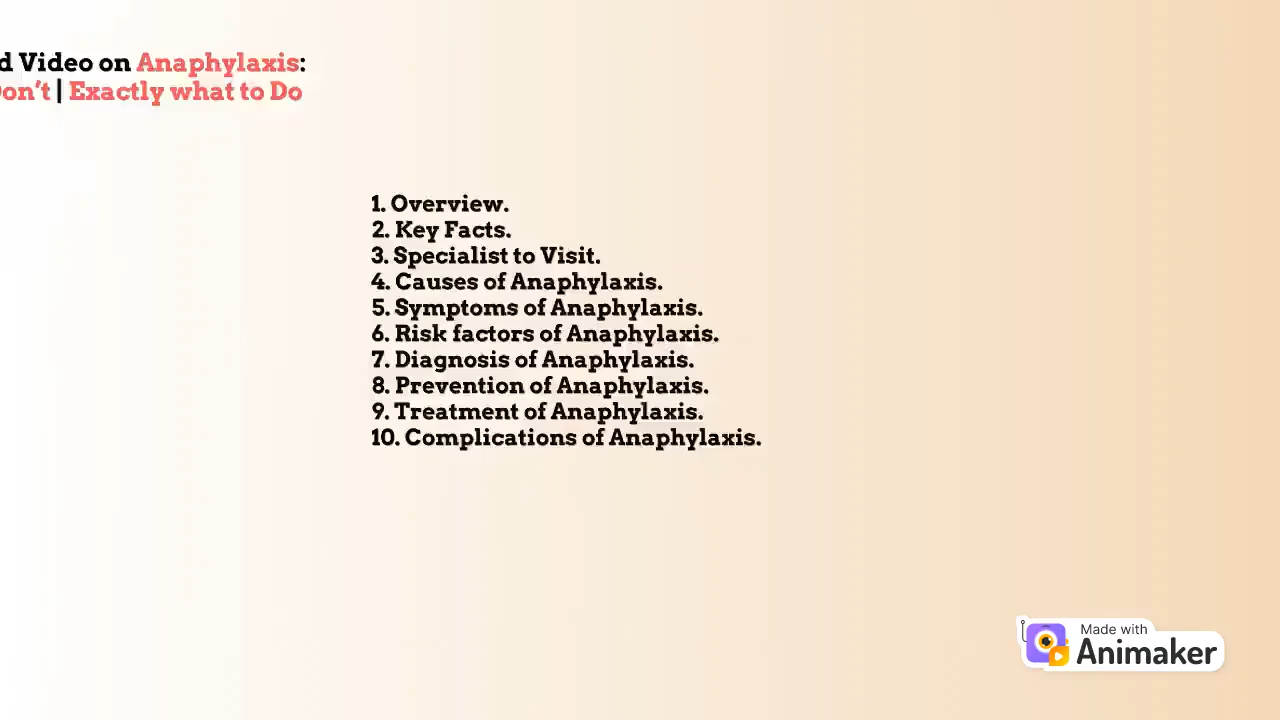 d Video on Anaphylaxis:
on't | Exactly what to Do
1. Overview.
2. Key Facts.
3. Specialist to Visit.
4. Causes of Anaphylaxis.
5. Symptoms of Anaphylaxis.
6. Risk factors of Anaphylaxis.
7. Diagnosis of Anaphylaxis.
8. Prevention of Anaphylaxis.
9. Treatment of Anaphylaxis.
10. Complications of Anaphylaxis.
Made with
Animaker